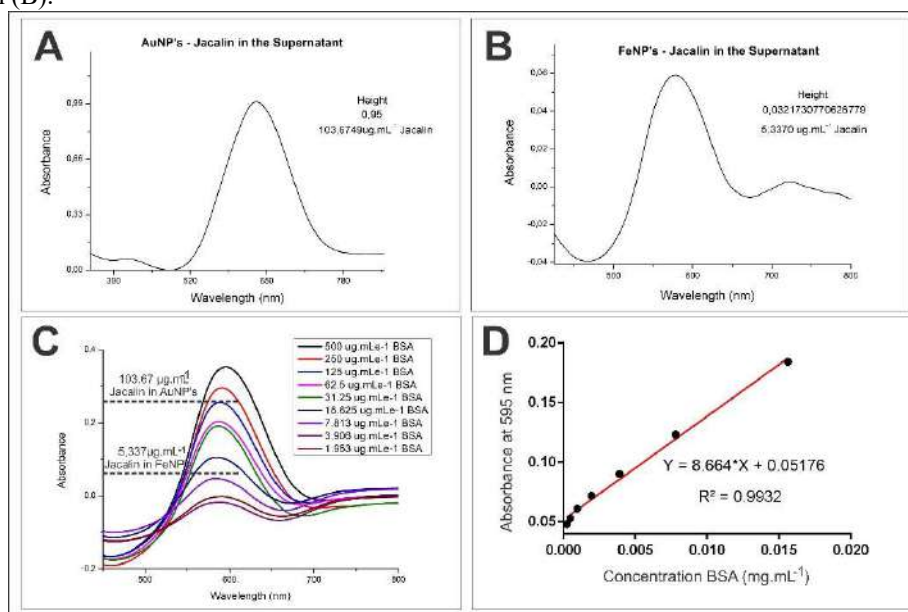 (B).
A
AuNP's - Jacalin in the Supernatant
Absorbance
0,99
0,66
0,33
0,00
390
520
650
780
Wavelength (nm)
Height
0,95
103,6749ug.mL⁻ Jacalin
B
FeNP's - Jacalin in the Supernatant
Absorbance
0,06
0,04
0,02
0,00
-0,02
-0,04
500
600
700
800
Wavelength (nm)
Height
0,0321730770628779
5,3370 ug.mL⁻¹ Jacalin
C
Absorbance
0.4
0.2
0.0
-0.2
500
600
700
800
Wavelength (nm)
103.67 µg.mL⁻¹
Jacalin in AuNP's
5,337µg.mL⁻¹
Jacalin in FeNP's
500 ug.mLe-1 BSA
250 ug.mLe-1 BSA
125 ug.mLe-1 BSA
62.5 ug.mLe-1 BSA
31.25 ug.mLe-1 BSA
16.625 ug.mLe-1 BSA
7.813 ug.mLe-1 BSA
3.906 ug.mLe-1 BSA
1.953 ug.mLe-1 BSA
D
Absorbance at 595 nm
0.20
0.15
0.10
0.05
0.000
0.005
0.010
0.015
0.020
Concentration BSA (mg.mL⁻¹)
Y = 8.664*X + 0.05176
R² = 0.9932